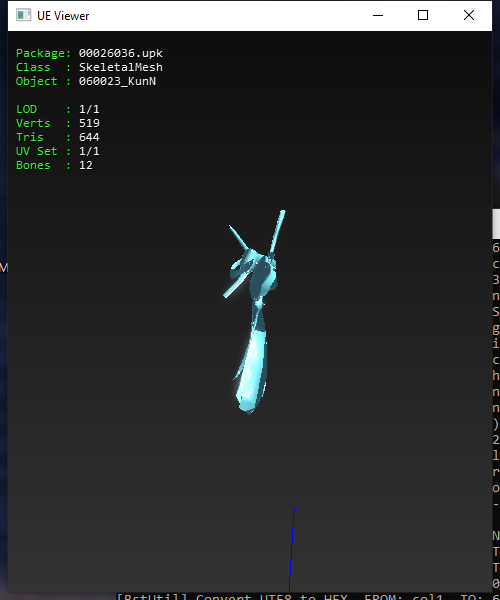 UE Viewer
Package: 00026036.upk
Class  : SkeletalMesh
Object : 060023_KunN
LOD    : 1/1
Verts  : 519
Tris   : 644
UV Set : 1/1
Bones  : 12
M
6
c
3
n
S
g
i
c
h
n
n
)
2
l
r
o
-
N
T
T
0
[BstUtil] Convert UTF8 to HEX. FROM: col1, TO: 6